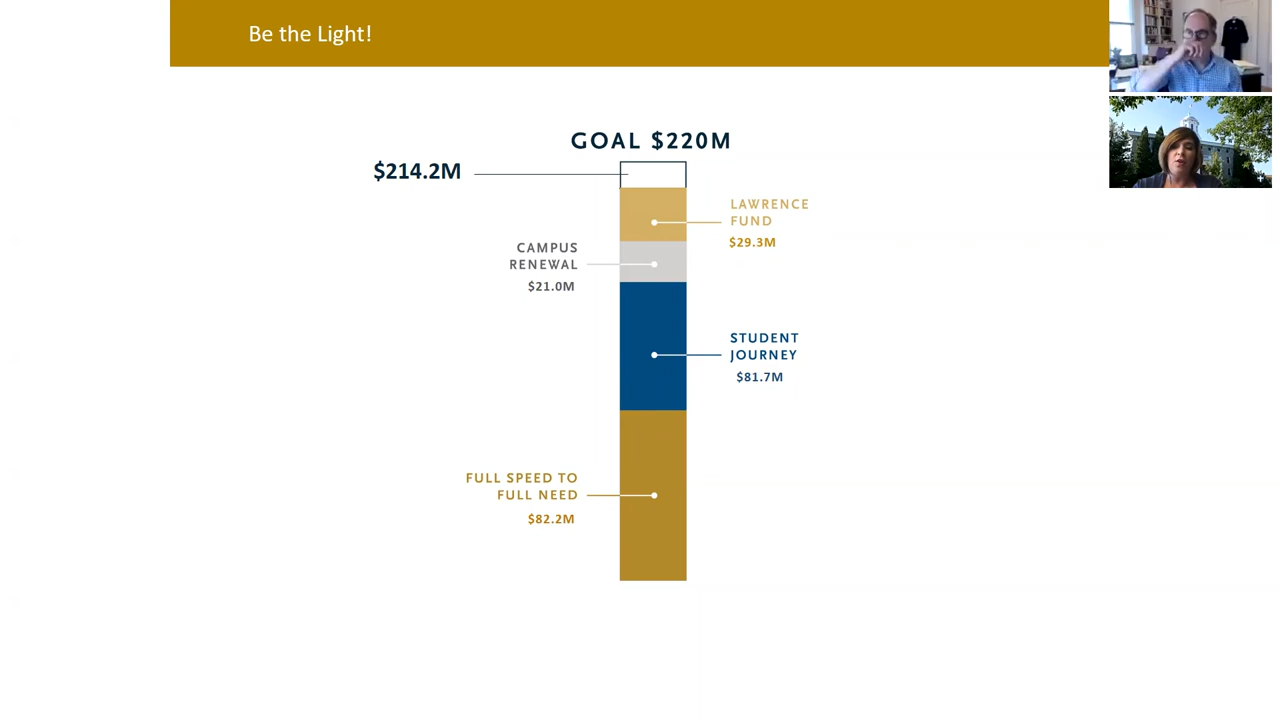 Be the Light!
GOAL $220M
$214.2M
LAWRENCE
FUND
$29.3M
CAMPUS
RENEWAL
$21.0M
STUDENT
JOURNEY
$81.7M
FULL SPEED TO
FULL NEED
$82.2M